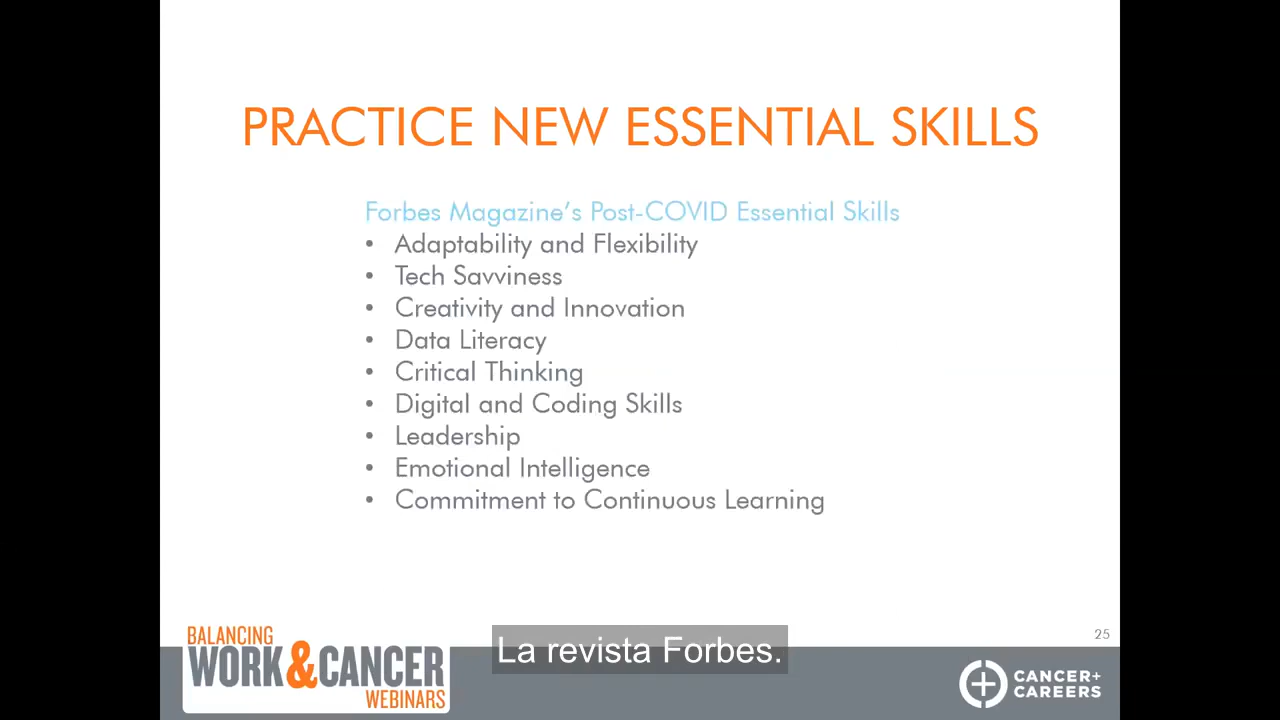 PRACTICE NEW ESSENTIAL SKILLS
Forbes Magazine's Post-COVID Essential Skills
• Adaptability and Flexibility
• Tech Savviness
• Creativity and Innovation
• Data Literacy
• Critical Thinking
• Digital and Coding Skills
• Leadership
• Emotional Intelligence
• Commitment to Continuous Learning
25
BALANCING
WORK&CANCER
WEBINARS
La revista Forbes.
CANCER+
CAREERS